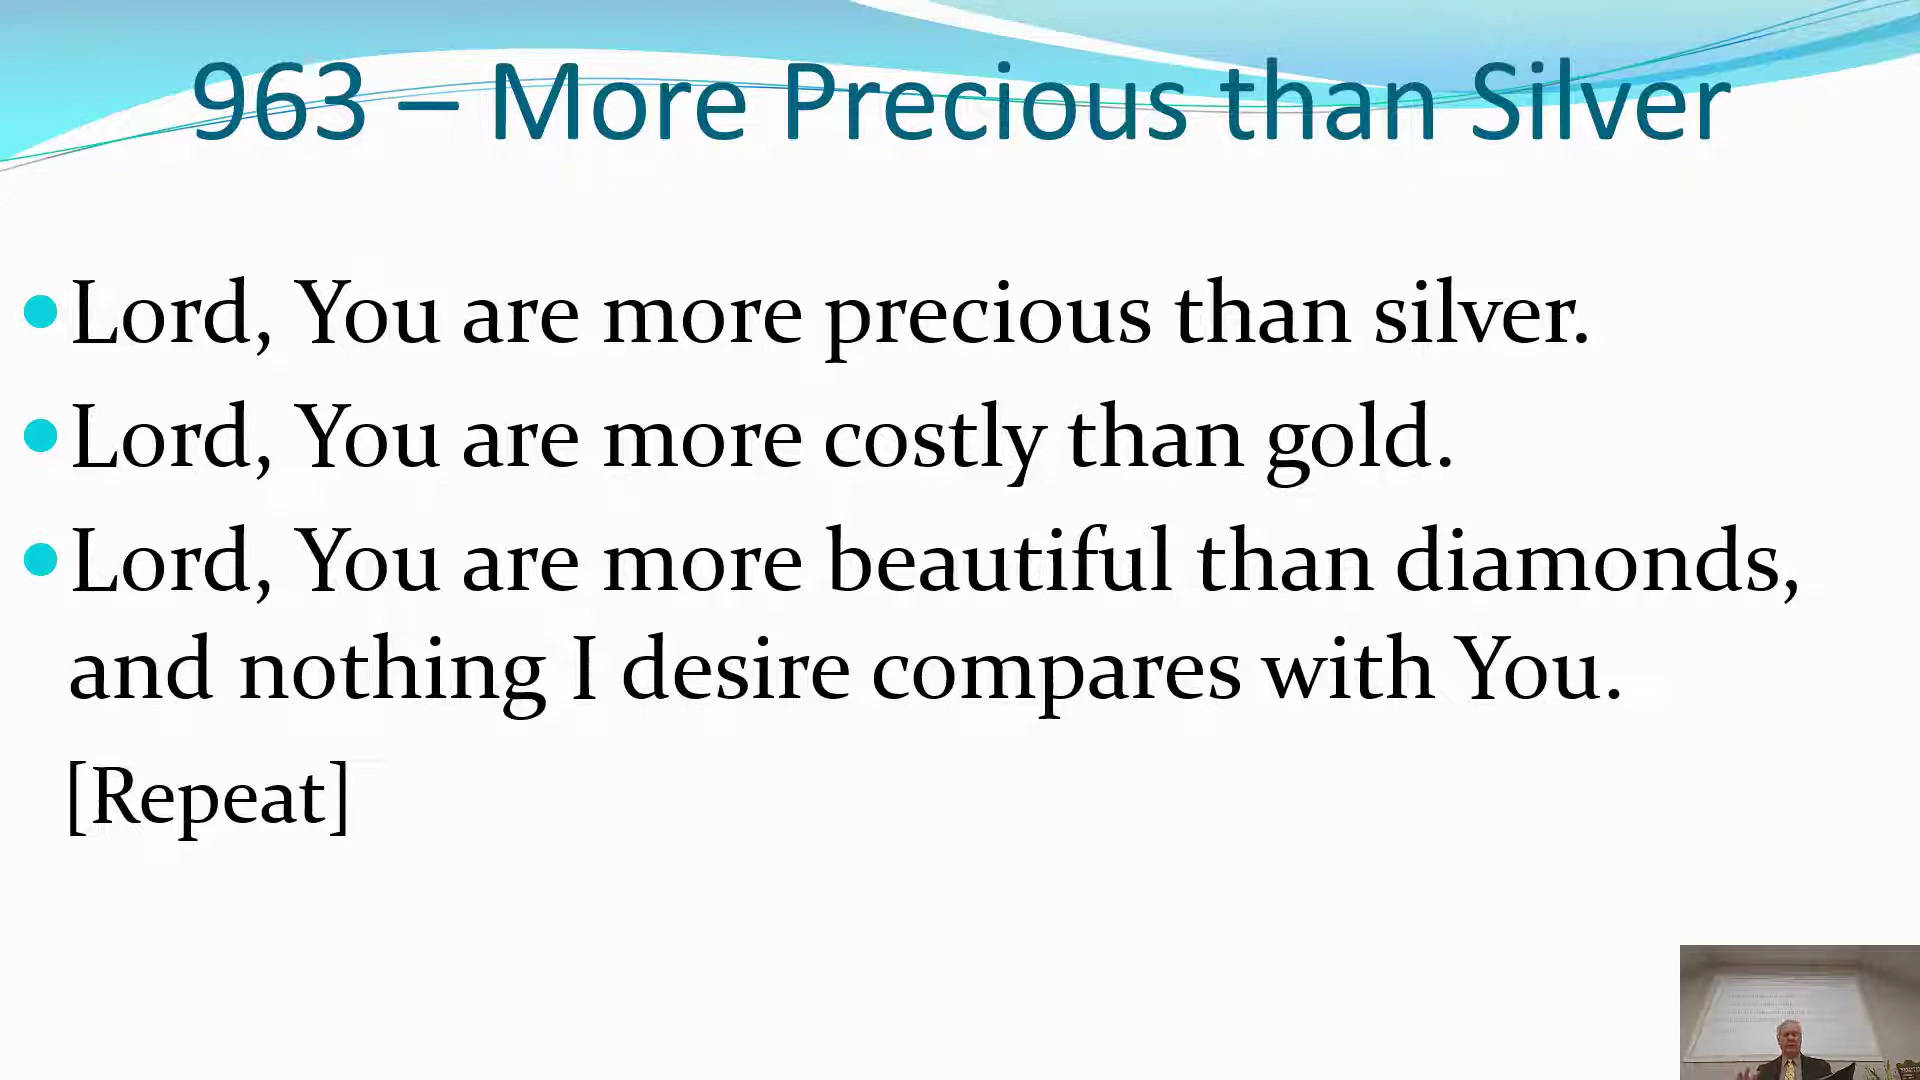 963 – More Precious than Silver
Lord, You are more precious than silver.
Lord, You are more costly than gold.
Lord, You are more beautiful than diamonds,
and nothing I desire compares with You.
[Repeat]